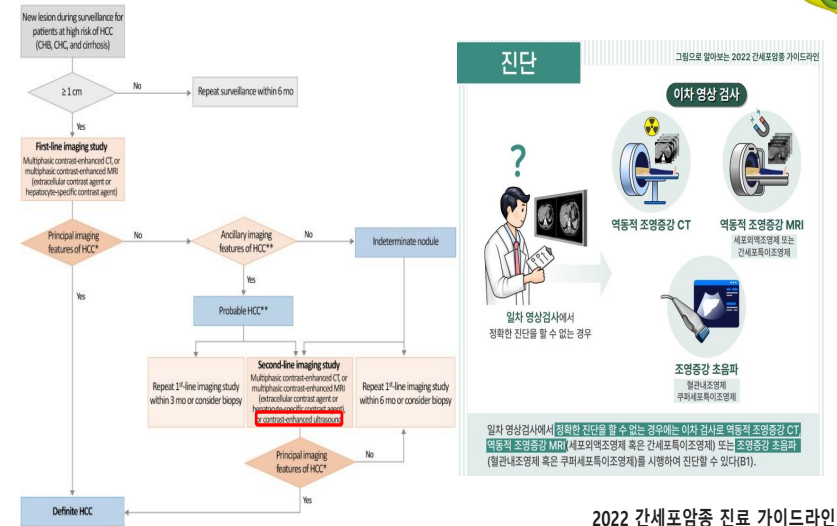 New lesion during surveillance for
patients at high risk of HCC
(CHB, CHC, and cirrhosis)
≥1 cm
No
Repeat surveillance within 6 mo
Yes
First-line imaging study
Multiphasic contrast-enhanced CT, or
multiphasic contrast-enhanced MRI
(extracellular contrast agent or
hepatocyte-specific contrast agent)
Principal imaging
features of HCC*
No
Ancillary imaging
features of HCC**
No
Indeterminate nodule
Yes
Yes
Probable HCC**
Repeat 1st-line imaging study
within 3 mo or consider biopsy
Second-line imaging study
Multiphasic contrast-enhanced CT, or
multiphasic contrast-enhanced MRI
(extracellular contrast agent or
hepatocyte-specific contrast agent),
or contrast-enhanced ultrasound
Repeat 1st-line imaging study
within 6 mo or consider biopsy
Principal imaging
features of HCC*
No
Yes
Definite HCC
진단
그림으로 알아보는 2022 간세포암종 가이드라인
이차 영상 검사
?
역동적 조영증강 CT
역동적 조영증강 MRI
세포외액조영제 또는
간세포특이조영제
일차 영상검사에서
정확한 진단을 할 수 없는 경우
조영증강 초음파
혈관내조영제
쿠퍼세포특이조영제
일차 영상검사에서 정확한 진단을 할 수 없는 경우에는 이차 검사로 역동적 조영증강 CT,
역동적 조영증강 MRI(세포외액조영제 혹은 간세포특이조영제) 또는 조영증강 초음파
(혈관내조영제 혹은 쿠퍼세포특이조영제)를 시행하여 진단할 수 있다(B1).
2022 간세포암종 진료 가이드라인